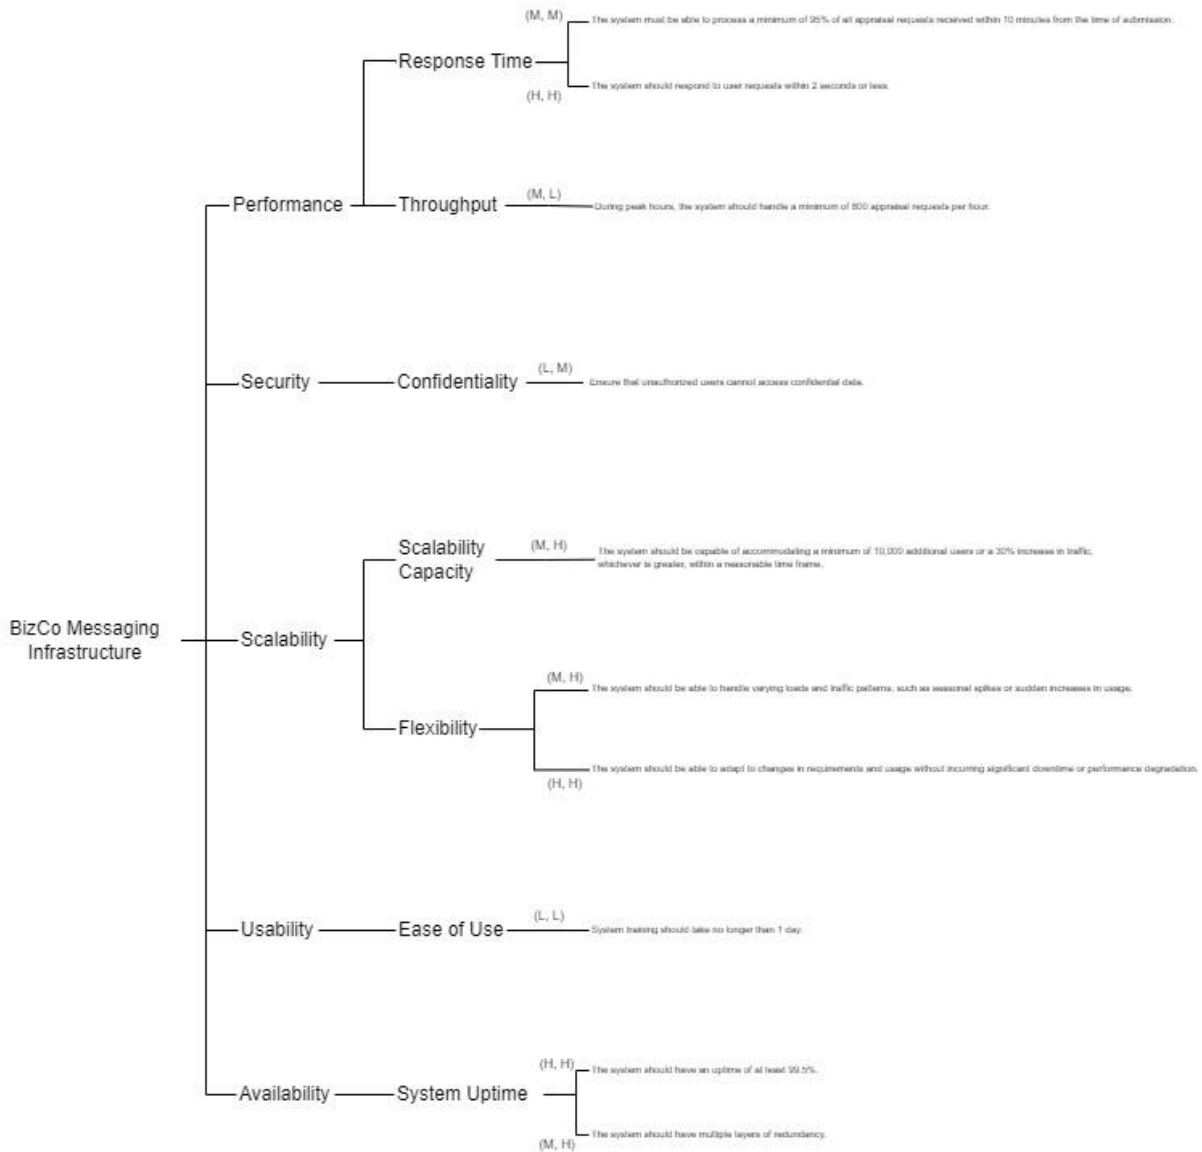 (M, M)
The system must be able to process a minimum of 95% of all appraisal requests received within 10 minutes from the time of submission.
Response Time
The system should respond to user requests within 2 seconds or less.
(H, H)
(M, L)
Performance
Throughput
During peak hours, the system should handle a minimum of 800 appraisal requests per hour.
(L, M)
Security
Confidentiality
Ensure that unauthorized users cannot access confidential data.
Scalability
Capacity
(M, H)
The system should be capable of accommodating a minimum of 10,000 additional users or a 30% increase in traffic,
whichever is greater, within a reasonable time frame.
BizCo Messaging
Infrastructure
Scalability
(M, H)
The system should be able to handle varying loads and traffic patterns, such as seasonal spikes or sudden increases in usage.
Flexibility
The system should be able to adapt to changes in requirements and usage without incurring significant downtime or performance degradation.
(H, H)
(L, L)
Usability
Ease of Use
System training should take no longer than 1 day.
(H, H)
The system should have an uptime of at least 99.5%.
Availability
System Uptime
The system should have multiple layers of redundancy.
(M, H)